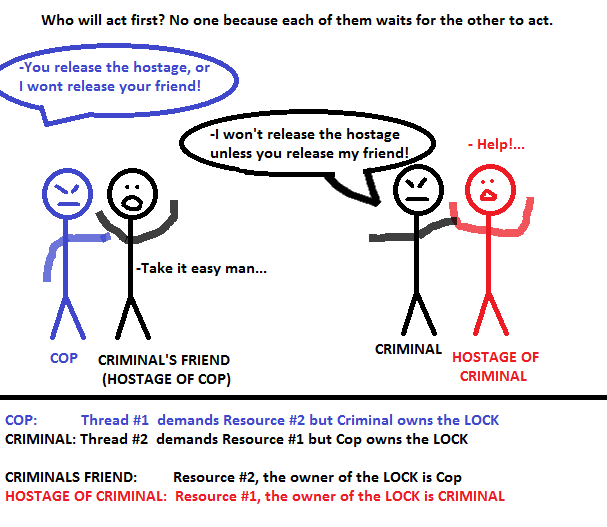 Who will act first? No one because each of them waits for the other to act.
-You release the hostage, or
I wont release your friend!
-I won't release the hostage
unless you release my friend!
- Help!...
-Take it easy man...
COP
CRIMINAL'S FRIEND
(HOSTAGE OF COP)
CRIMINAL
HOSTAGE OF
CRIMINAL
COP: Thread #1 demands Resource #2 but Criminal owns the LOCK
CRIMINAL: Thread #2 demands Resource #1 but Cop owns the LOCK
CRIMINALS FRIEND: Resource #2, the owner of the LOCK is Cop
HOSTAGE OF CRIMINAL: Resource #1, the owner of the LOCK is CRIMINAL